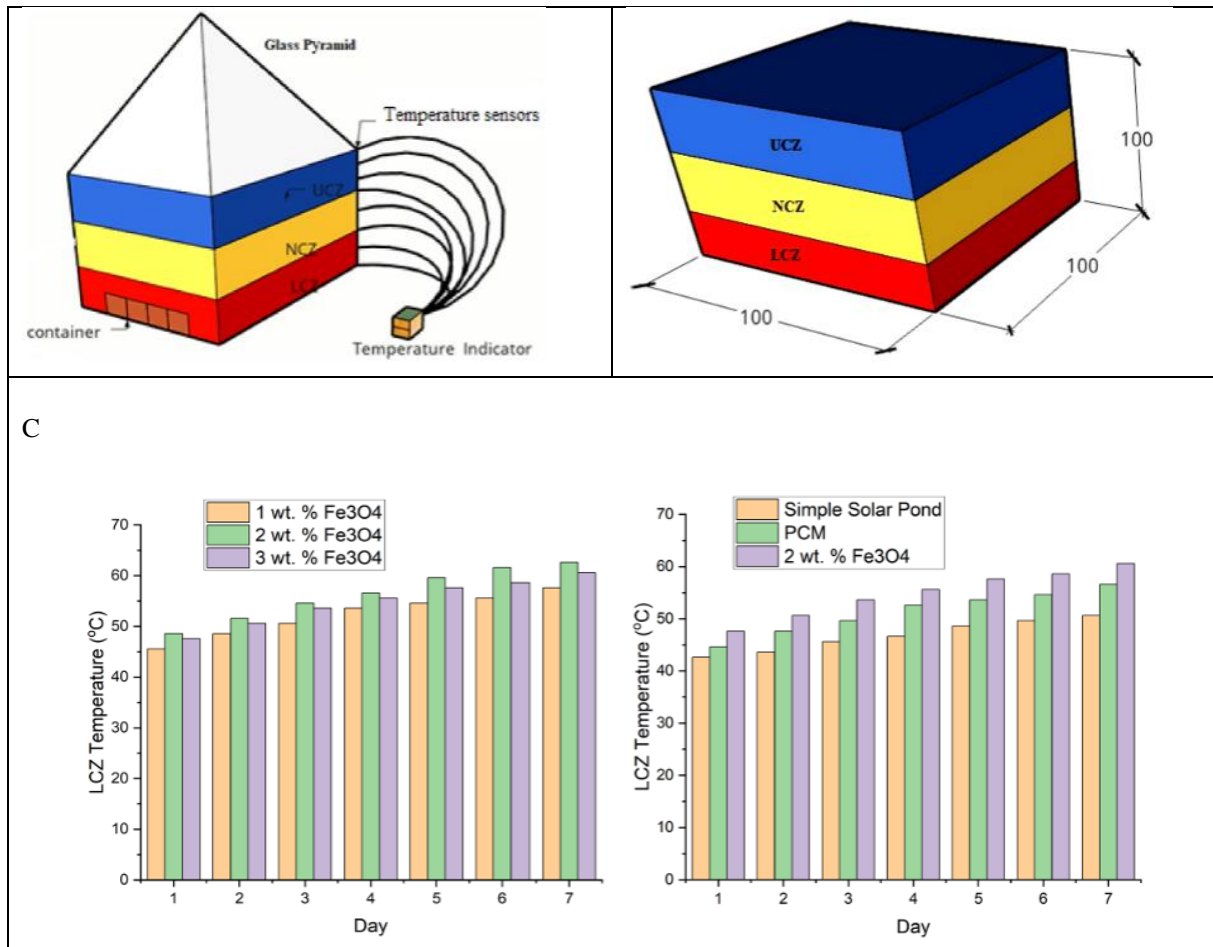 Glass Pyramid
Temperature sensors
UCZ
NCZ
LCZ
container
Temperature Indicator
UCZ
NCZ
LCZ
100
100
100
C
1 wt. % Fe3O4
2 wt. % Fe3O4
3 wt. % Fe3O4
LCZ Temperature (°C)
70
60
50
40
30
20
10
0
1 2 3 4 5 6 7
Day
Simple Solar Pond
PCM
2 wt. % Fe3O4
LCZ Temperature (°C)
70
60
50
40
30
20
10
0
1 2 3 4 5 6 7
Day